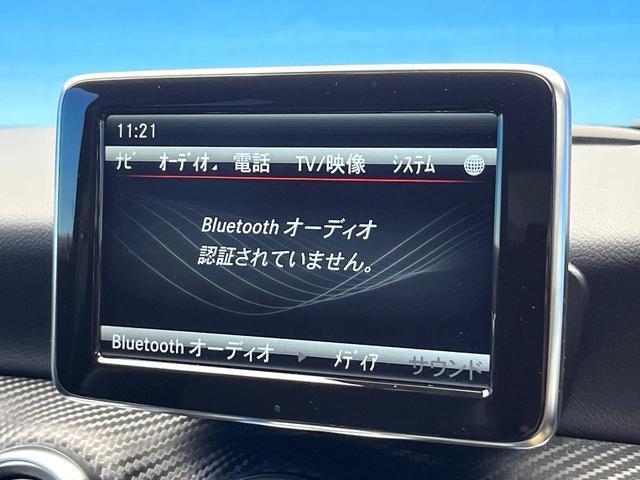 11:21
ﾅﾋﾞ ｵｰﾃﾞｨｵ 電話 TV/映像 ｼｽﾃﾑ
Bluetooth オーディオ
認証されていません。
Bluetooth オーディオ ﾒﾃﾞｨｱ サウンド